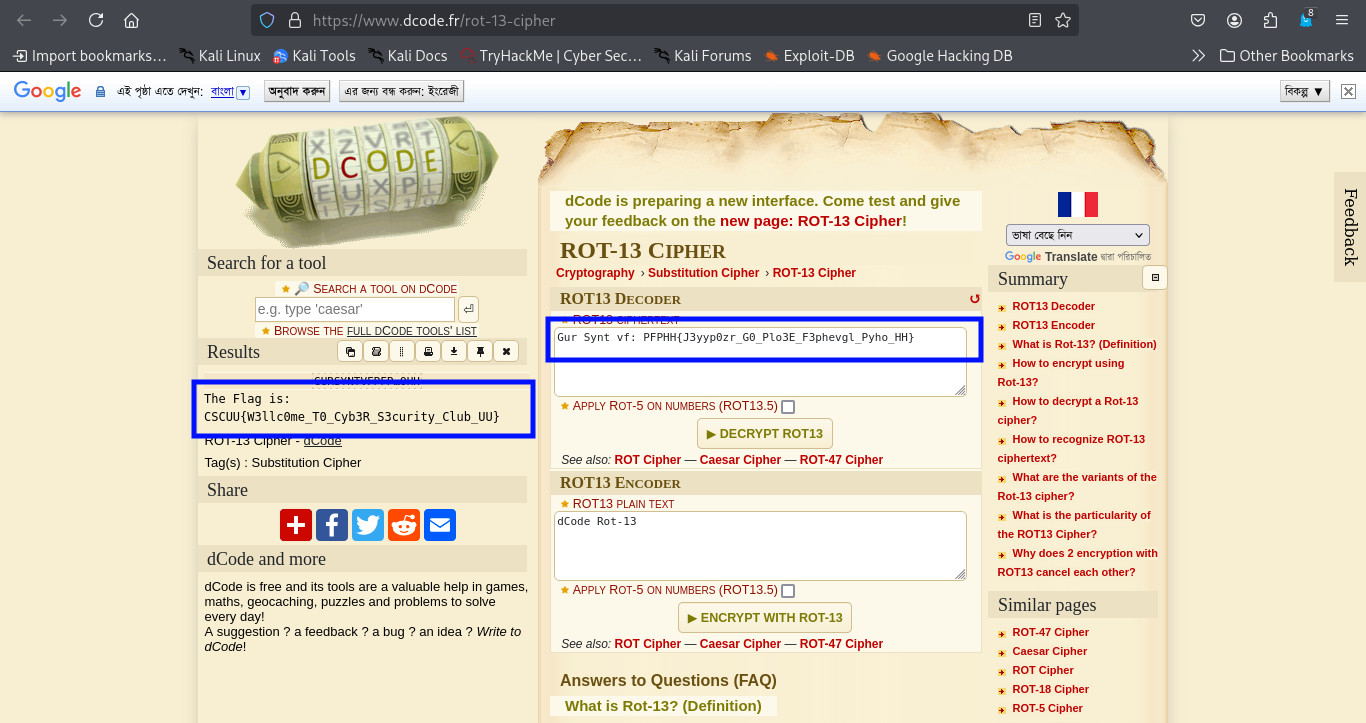 https://www.dcode.fr/rot-13-cipher
8
Import bookmarks...
Kali Linux
Kali Tools
Kali Docs
TryHackMe | Cyber Sec...
Kali Forums
Exploit-DB
Google Hacking DB
Other Bookmarks
Google
এই পৃষ্ঠা এতে দেখুন: বাংলা
অনুবাদ করুন
এর জন্য বন্ধ করুন: ইংরেজী
বিকল্প ▼
DCODE
Search for a tool
★ 🔎 SEARCH A TOOL ON DCODE
e.g. type 'caesar'
★ BROWSE THE FULL DCODE TOOLS' LIST
Results
The Flag is:
CSCUU{W3llc0me_T0_Cyb3R_S3curity_Club_UU}
ROT-13 Cipher - dCode
Tag(s) : Substitution Cipher
Share
dCode and more
dCode is free and its tools are a valuable help in games,
maths, geocaching, puzzles and problems to solve
every day!
A suggestion ? a feedback ? a bug ? an idea ? Write to
dCode!
dCode is preparing a new interface. Come test and give
your feedback on the new page: ROT-13 Cipher!
ROT-13 CIPHER
Cryptography › Substitution Cipher › ROT-13 Cipher
ROT13 DECODER
★ ROT13 CIPHERTEXT
Gur Synt vf: PFPHH{J3yyp0zr_G0_Plo3E_F3phevgl_Pyho_HH}
★ APPLY ROT-5 ON NUMBERS (ROT13.5)
▶ DECRYPT ROT13
See also: ROT Cipher — Caesar Cipher — ROT-47 Cipher
ROT13 ENCODER
★ ROT13 PLAIN TEXT
dCode Rot-13
★ APPLY ROT-5 ON NUMBERS (ROT13.5)
▶ ENCRYPT WITH ROT-13
See also: ROT Cipher — Caesar Cipher — ROT-47 Cipher
Answers to Questions (FAQ)
What is Rot-13? (Definition)
ভাষা বেছে নিন
Google Translate দ্বারা পরিচালিত
Summary
ROT13 Decoder
ROT13 Encoder
What is Rot-13? (Definition)
How to encrypt using
Rot-13?
How to decrypt a Rot-13
cipher?
How to recognize ROT-13
ciphertext?
What are the variants of the
Rot-13 cipher?
What is the particularity of
the ROT13 Cipher?
Why does 2 encryption with
ROT13 cancel each other?
Similar pages
ROT-47 Cipher
Caesar Cipher
ROT Cipher
ROT-18 Cipher
ROT-5 Cipher
Feedback